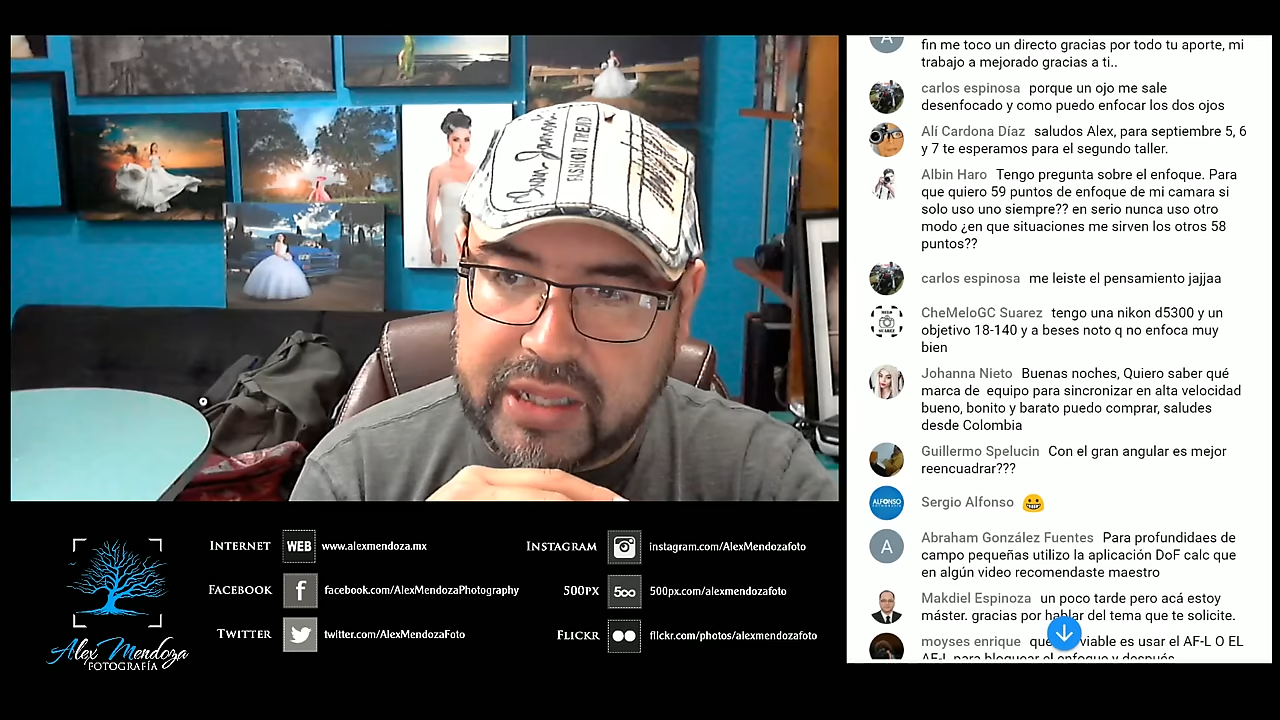 FASHION TREND
A
fin me toco un directo gracias por todo tu aporte, mi
trabajo a mejorado gracias a ti..
carlos espinosa porque un ojo me sale
desenfocado y como puedo enfocar los dos ojos
Alí Cardona Díaz saludos Alex, para septiembre 5, 6
y 7 te esperamos para el segundo taller.
Albin Haro Tengo pregunta sobre el enfoque. Para
que quiero 59 puntos de enfoque de mi camara si
solo uso uno siempre?? en serio nunca uso otro
modo ¿en que situaciones me sirven los otros 58
puntos??
carlos espinosa me leiste el pensamiento jajjaa
CheMeloGC Suarez tengo una nikon d5300 y un
objetivo 18-140 y a beses noto q no enfoca muy
bien
Johanna Nieto Buenas noches, Quiero saber qué
marca de equipo para sincronizar en alta velocidad
bueno, bonito y barato puedo comprar, saludes
desde Colombia
Guillermo Spelucin Con el gran angular es mejor
reencuadrar???
ALFONSO
Sergio Alfonso 😀
A
Abraham González Fuentes Para profundidaes de
campo pequeñas utilizo la aplicación DoF calc que
en algún video recomendaste maestro
Makdiel Espinoza un poco tarde pero acá estoy
máster. gracias por hablar del tema que te solicite.
moyses enrique viable es usar el AF-L O EL
para bloquear el enfoque y después
INTERNET WEB www.alexmendoza.mx
FACEBOOK f facebook.com/AlexMendozaPhotography
TWITTER twitter.com/AlexMendozaFoto
INSTAGRAM instagram.com/AlexMendozafoto
500PX 500 500px.com/alexmendozafoto
FLICKR flickr.com/photos/alexmendozafoto
Alex Mendoza
FOTOGRAFÍA